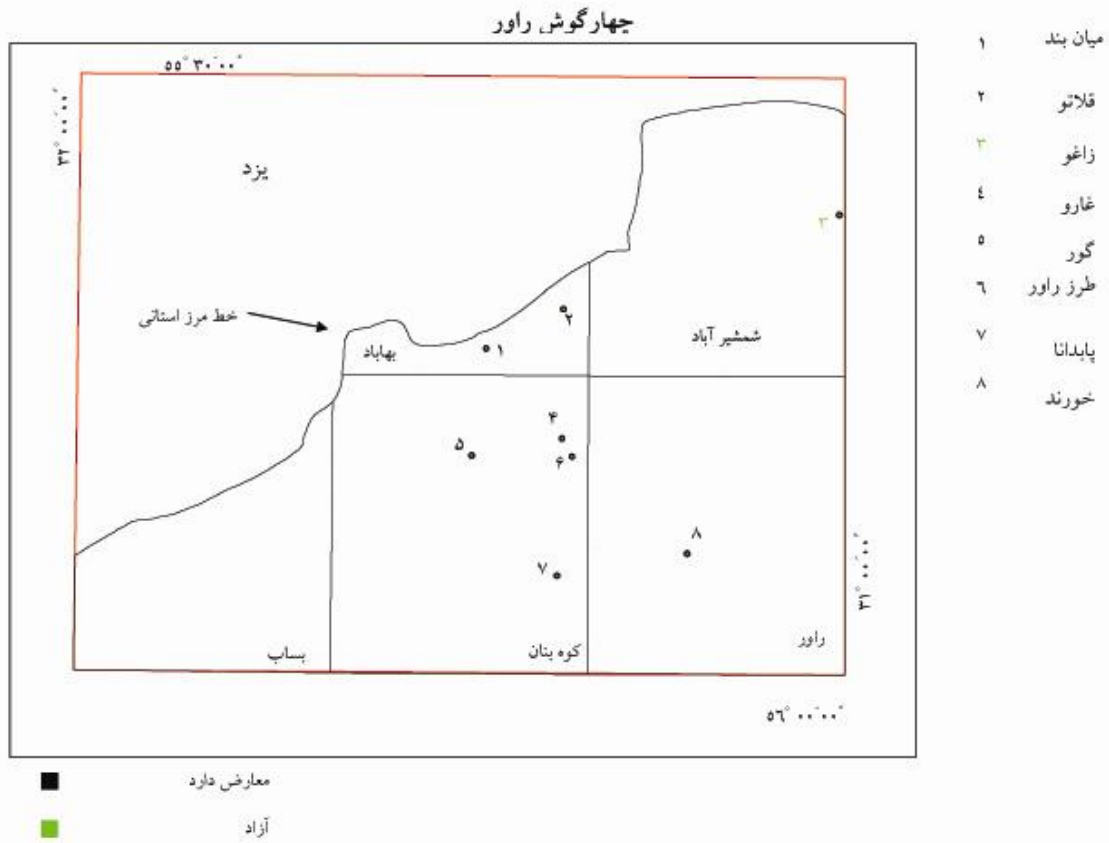 چهارگوش راور
۵۵° ۳۰´ ۰۰˝
۳۲° ۰۰´ ۰۰˝
یزد
۳
۲
خط مرز استانی
شمشیر آباد
بهاباد
۱
۴
۵
۶
۸
۷
۳۱° ۰۰´ ۰۰˝
راور
کوه بنان
بساب
۵٦° ۰۰´ ۰۰˝
میان بند ۱
قلاتو ۲
زاغو ۳
غارو ٤
گور ۵
طرز راور ٦
پابدانا ۷
خورند ۸
معارض دارد
آزاد